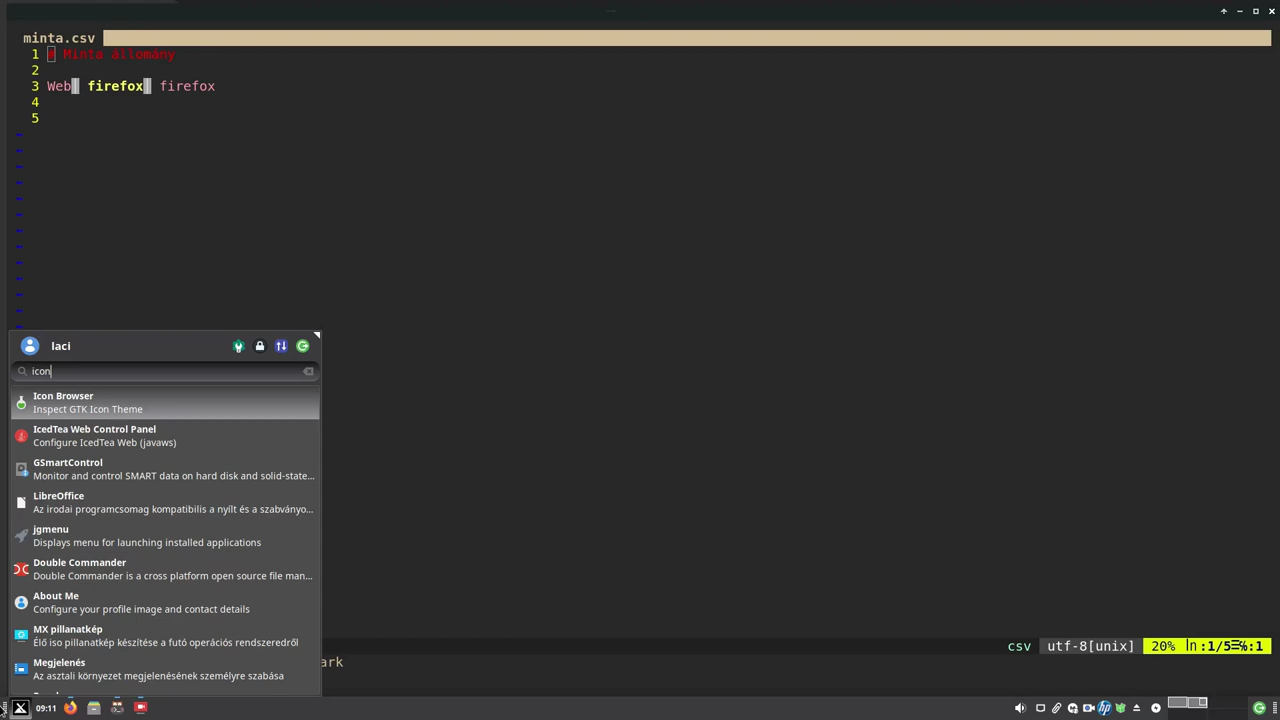 minta.csv
1 # Minta állomány
2
3 Web firefox firefox
4
5
laci
icon
Icon Browser
Inspect GTK Icon Theme
IcedTea Web Control Panel
Configure IcedTea Web (javaws)
GSmartControl
Monitor and control SMART data on hard disk and solid-state...
LibreOffice
Az irodai programcsomag kompatibilis a nyílt és a szabványo...
jgmenu
Displays menu for launching installed applications
Double Commander
Double Commander is a cross platform open source file man...
About Me
Configure your profile image and contact details
MX pillanatkép
Élő iso pillanatkép készítése a futó operációs rendszeredről
Megjelenés
Az asztali környezet megjelenésének személyre szabása
csv utf-8[unix] 20% ln:1/5☰%:1
ark
09:11